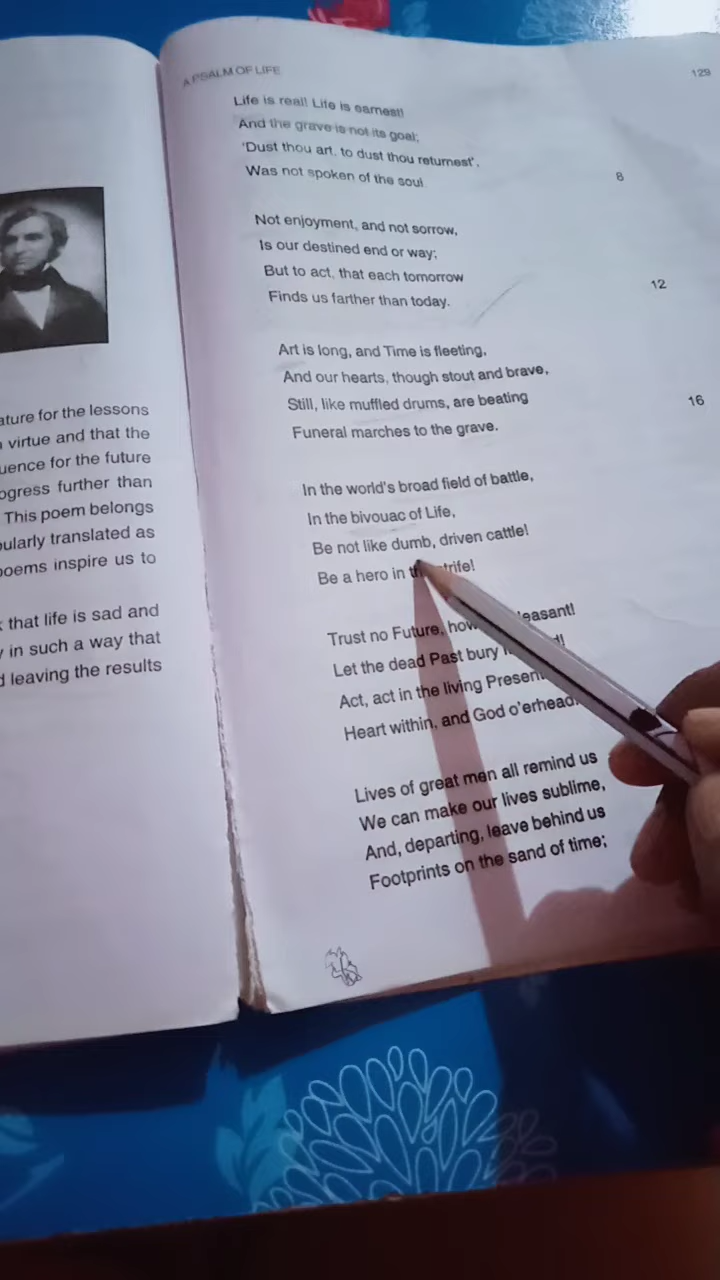 A PSALM OF LIFE
129
Life is real! Life is earnest!
And the grave is not its goal;
'Dust thou art, to dust thou returnest',
Was not spoken of the soul
8
Not enjoyment, and not sorrow,
Is our destined end or way;
But to act, that each tomorrow
12
Finds us farther than today.
Art is long, and Time is fleeting,
And our hearts, though stout and brave,
Still, like muffled drums, are beating
16
Funeral marches to the grave.
In the world's broad field of battle,
In the bivouac of Life,
Be not like dumb, driven cattle!
Be a hero in
Trust no Future,
Let the dead Past bury
Act, act in the living
Heart within, and God o'erhead.
Lives of great men all remind us
We can make our lives sublime,
And, departing, leave behind us
Footprints on the sand of time;
for the lessons
virtue and that the
for the future
further than
This poem belongs
translated as
poems inspire us to
that life is sad and
in such a way that
leaving the results